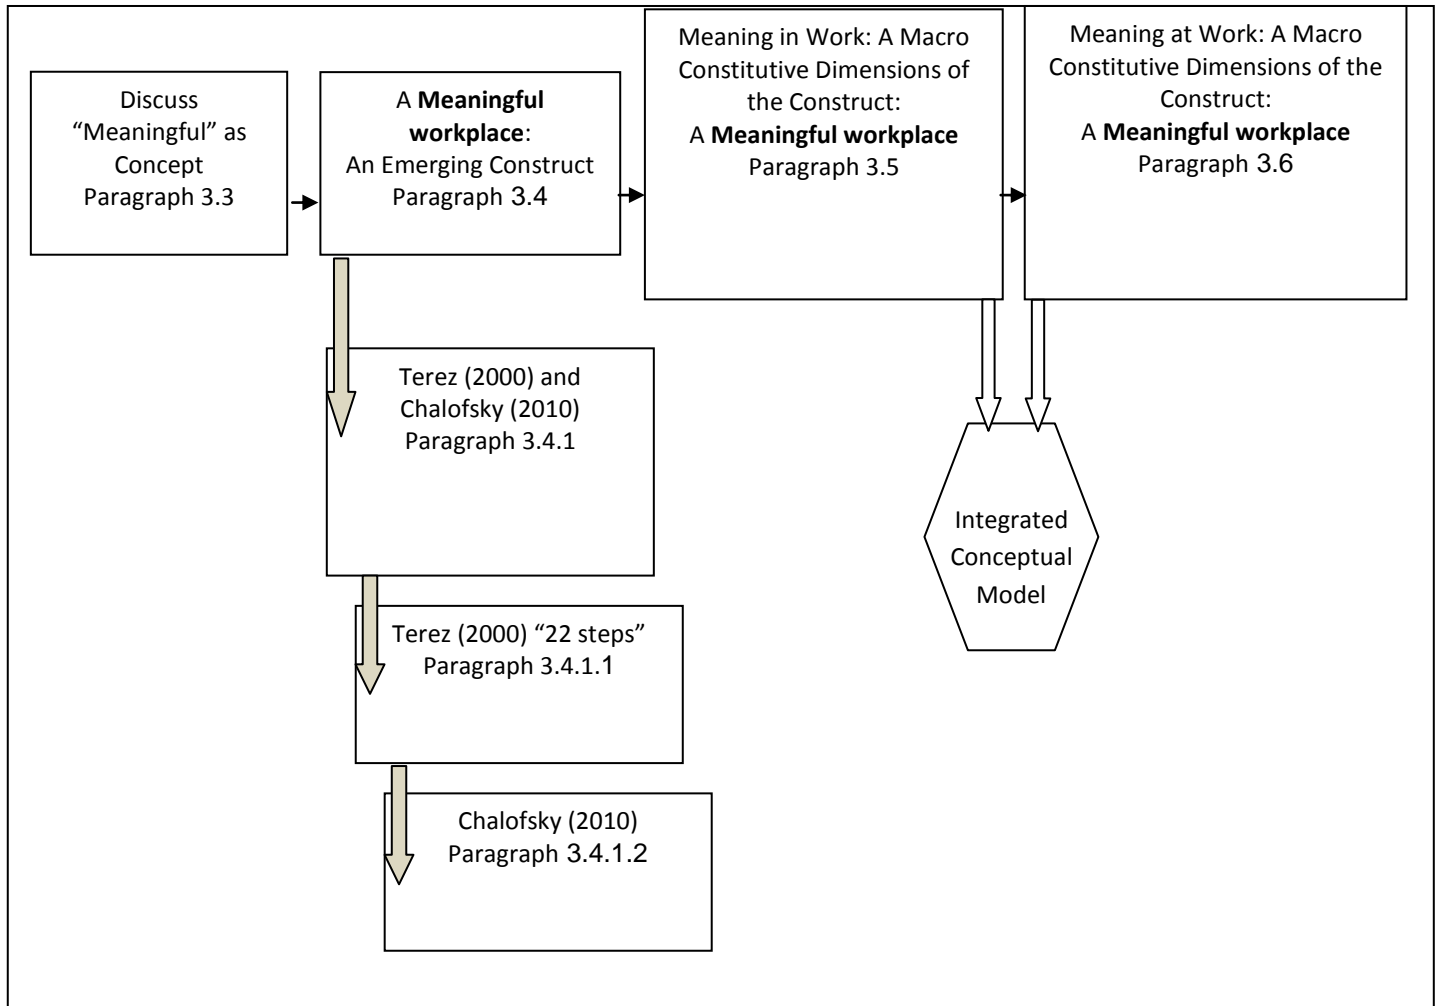 Discuss
“Meaningful” as
Concept
Paragraph 3.3
A Meaningful
workplace:
An Emerging Construct
Paragraph 3.4
Meaning in Work: A Macro
Constitutive Dimensions of
the Construct:
A Meaningful workplace
Paragraph 3.5
Meaning at Work: A Macro
Constitutive Dimensions of the
Construct:
A Meaningful workplace
Paragraph 3.6
Terez (2000) and
Chalofsky (2010)
Paragraph 3.4.1
Terez (2000) “22 steps”
Paragraph 3.4.1.1
Chalofsky (2010)
Paragraph 3.4.1.2
Integrated
Conceptual
Model